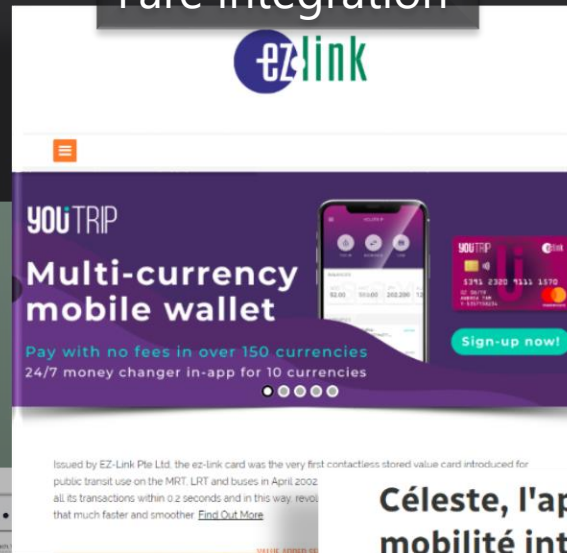 Fare Integration
ez-link
YOUTRIP
Multi-currency
mobile wallet
Pay with no fees in over 150 currencies
24/7 money changer in-app for 10 currencies
YOUTRIP
Sign-up now!
Issued by EZ-Link Pte Ltd, the ez-link card was the very first contactless stored value card introduced for
public transit use on the MRT, LRT and buses in April 2002
all its transactions within 0.2 seconds and in this way, revol
that much faster and smoother. Find Out More
Céleste, l'ap
mobilité int